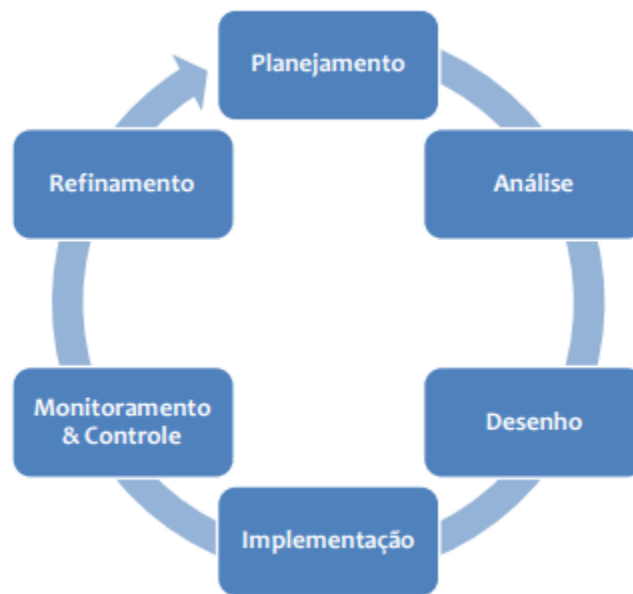 Planejamento
Análise
Desenho
Implementação
Monitoramento
& Controle
Refinamento